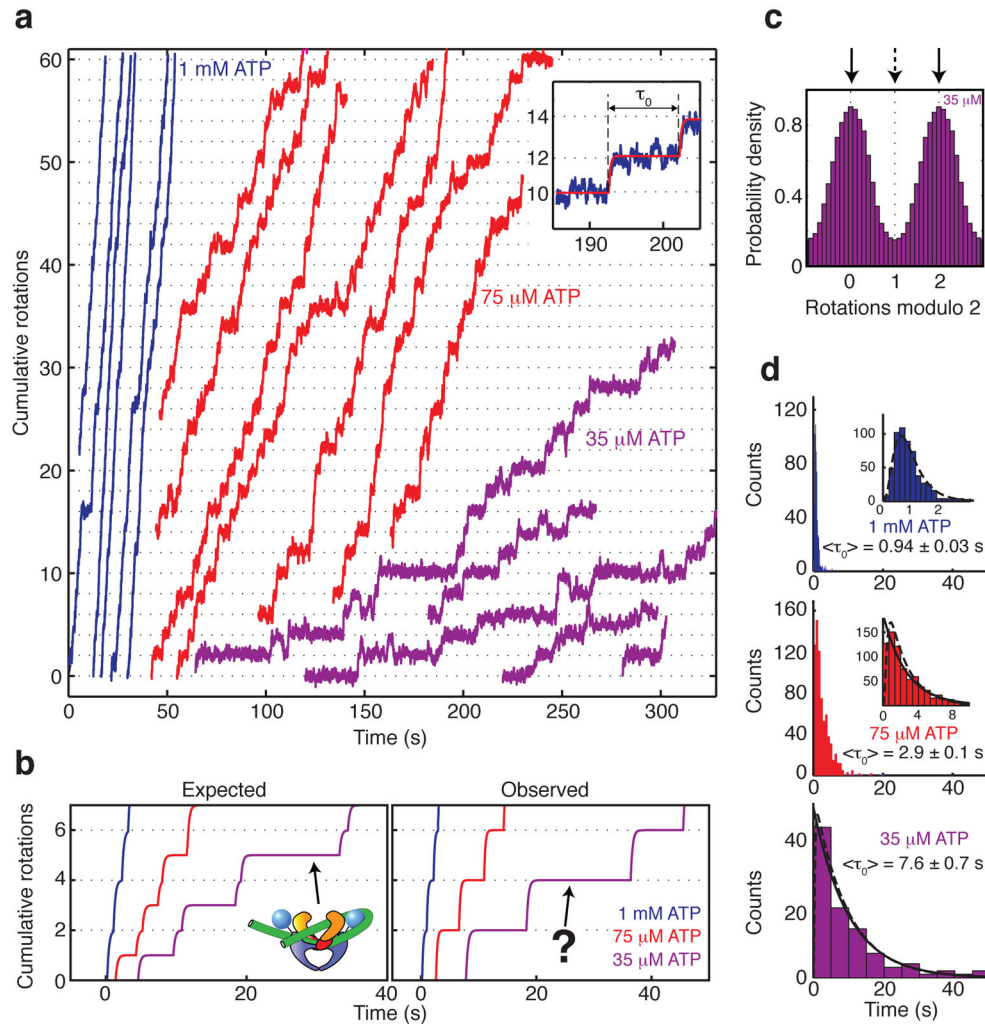 a
60
50
40
30
20
10
0
Cumulative rotations
0 50 100 150 200 250 300
Time (s)
1 mM ATP
75 μM ATP
35 μM ATP
τ0
14
12
10
190 200
b
Expected
Observed
Cumulative rotations
6
4
2
0
0 20 40
0 20 40
Time (s)
?
1 mM ATP
75 μM ATP
35 μM ATP
c
35 μM
Probability density
0.8
0.4
0
0 1 2
Rotations modulo 2
d
Counts
120
80
40
0
100
50
0
0 1 2
1 mM ATP
<τ0> = 0.94 ± 0.03 s
0 20 40
Counts
160
120
80
40
0
150
100
50
0 4 8
75 μM ATP
<τ0> = 2.9 ± 0.1 s
0 20 40
Counts
40
20
0
35 μM ATP
<τ0> = 7.6 ± 0.7 s
0 20 40
Time (s)